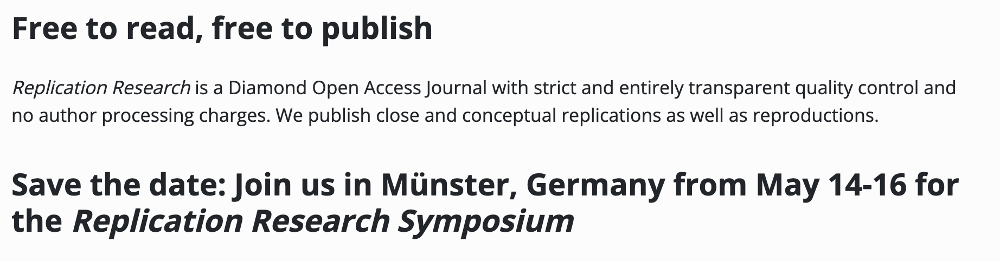 Free to read, free to publish
Replication Research is a Diamond Open Access Journal with strict and entirely transparent quality control and
no author processing charges. We publish close and conceptual replications as well as reproductions.
Save the date: Join us in Münster, Germany from May 14-16 for
the Replication Research Symposium